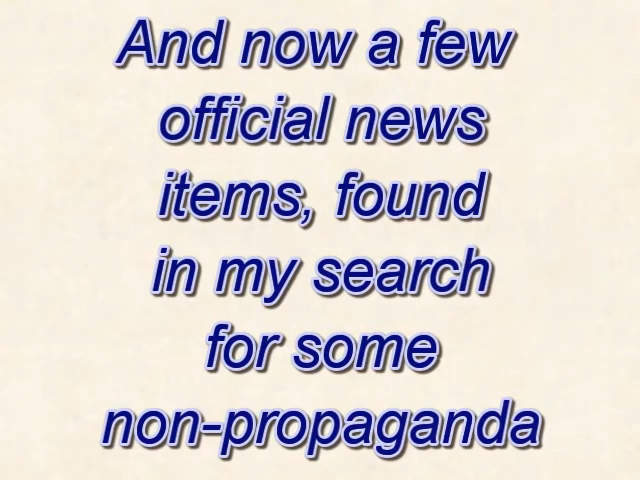 And now a few
official news
items, found
in my search
for some
non-propaganda